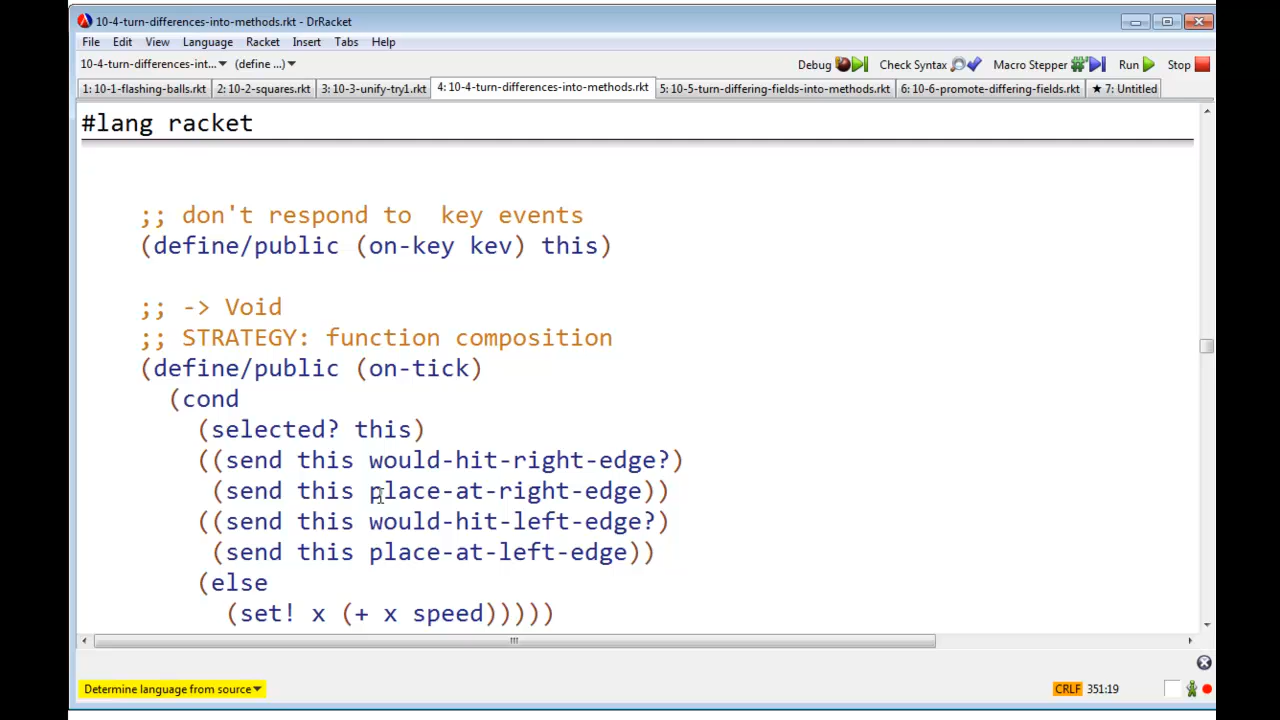 10-4-turn-differences-into-methods.rkt - DrRacket
File Edit View Language Racket Insert Tabs Help
10-4-turn-differences-int... (define ...) Debug Check Syntax Macro Stepper Run Stop
1: 10-1-flashing-balls.rkt 2: 10-2-squares.rkt 3: 10-3-unify-try1.rkt 4: 10-4-turn-differences-into-methods.rkt 5: 10-5-turn-differing-fields-into-methods.rkt 6: 10-6-promote-differing-fields.rkt ★ 7: Untitled
#lang racket
;; don't respond to  key events
(define/public (on-key kev) this)
;; -> Void
;; STRATEGY: function composition
(define/public (on-tick)
(cond
(selected? this)
((send this would-hit-right-edge?)
(send this place-at-right-edge))
((send this would-hit-left-edge?)
(send this place-at-left-edge))
(else
(set! x (+ x speed)))))
Determine language from source CRLF 351:19